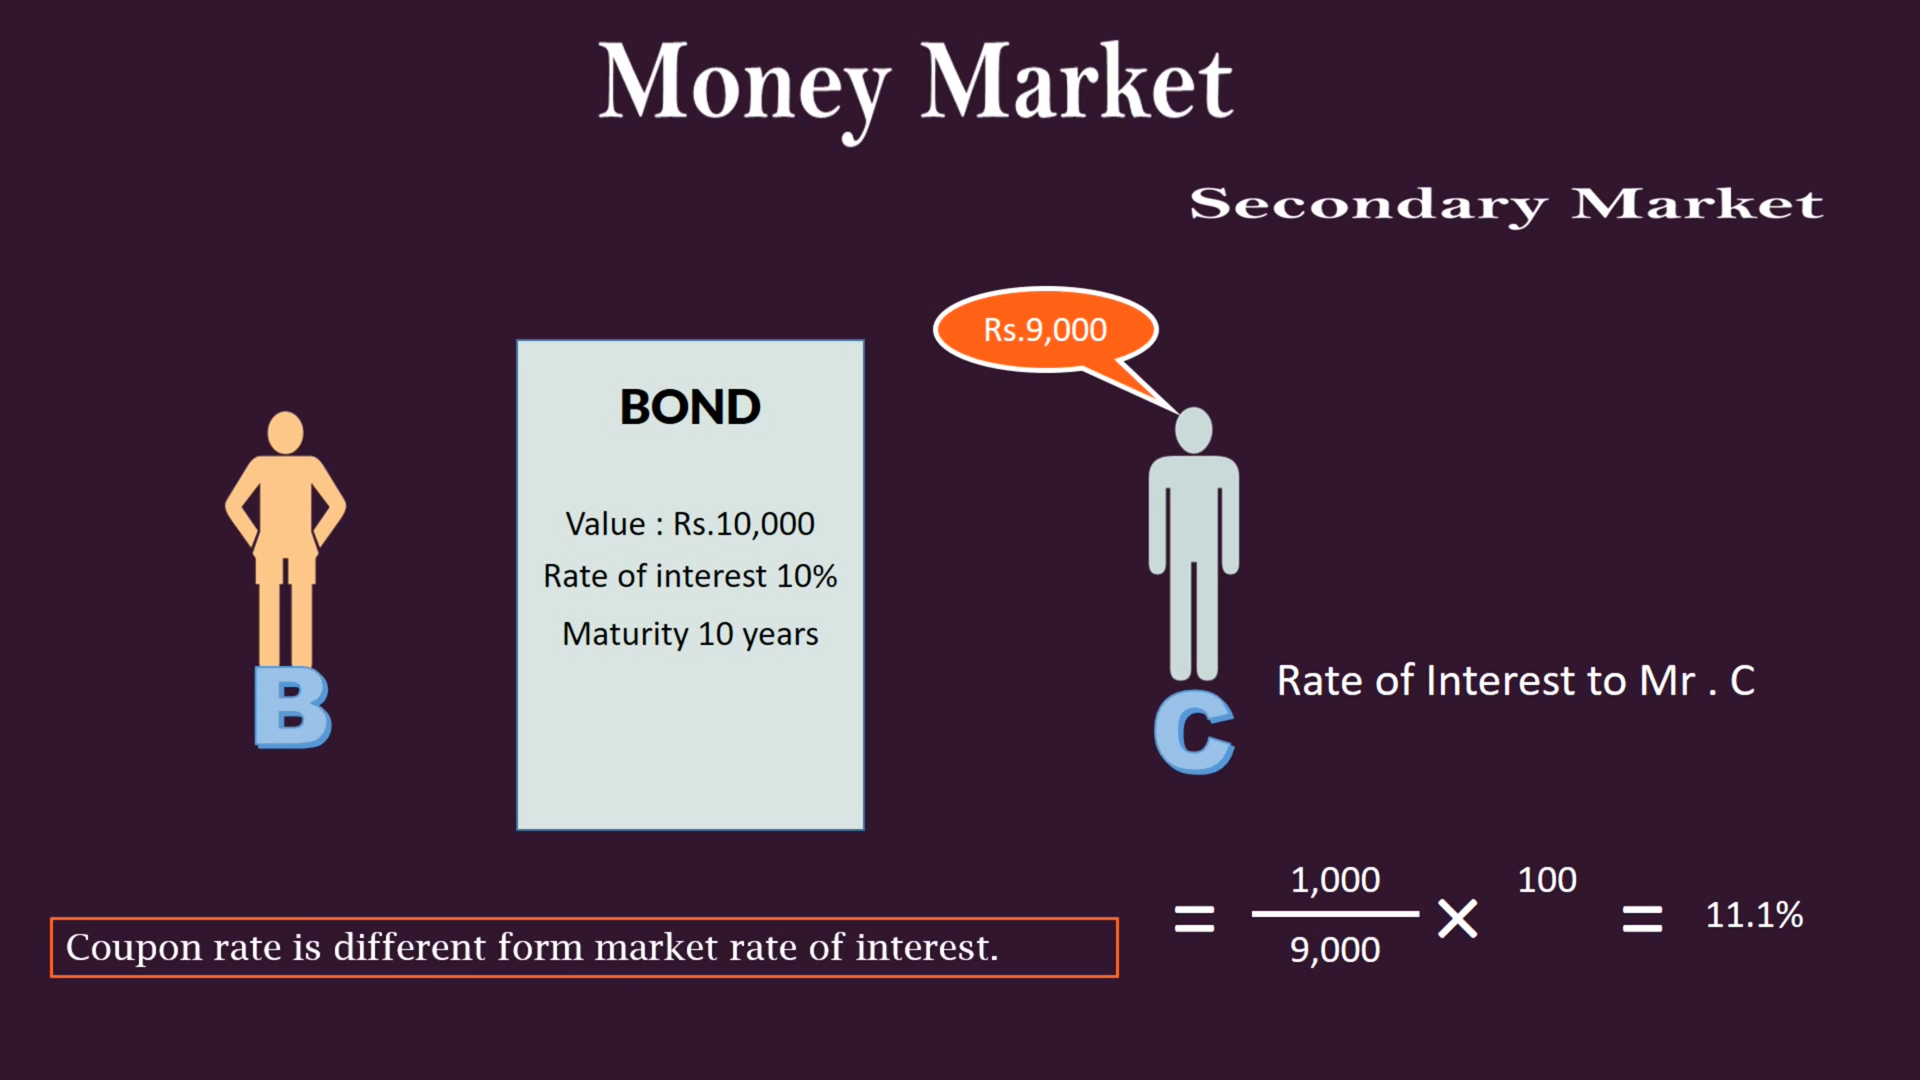 Money Market
Secondary Market
Rs.9,000
BOND
Value : Rs.10,000
Rate of interest 10%
Maturity 10 years
B
C
Rate of Interest to Mr . C
= 1,000 / 9,000 × 100 = 11.1%
Coupon rate is different form market rate of interest.